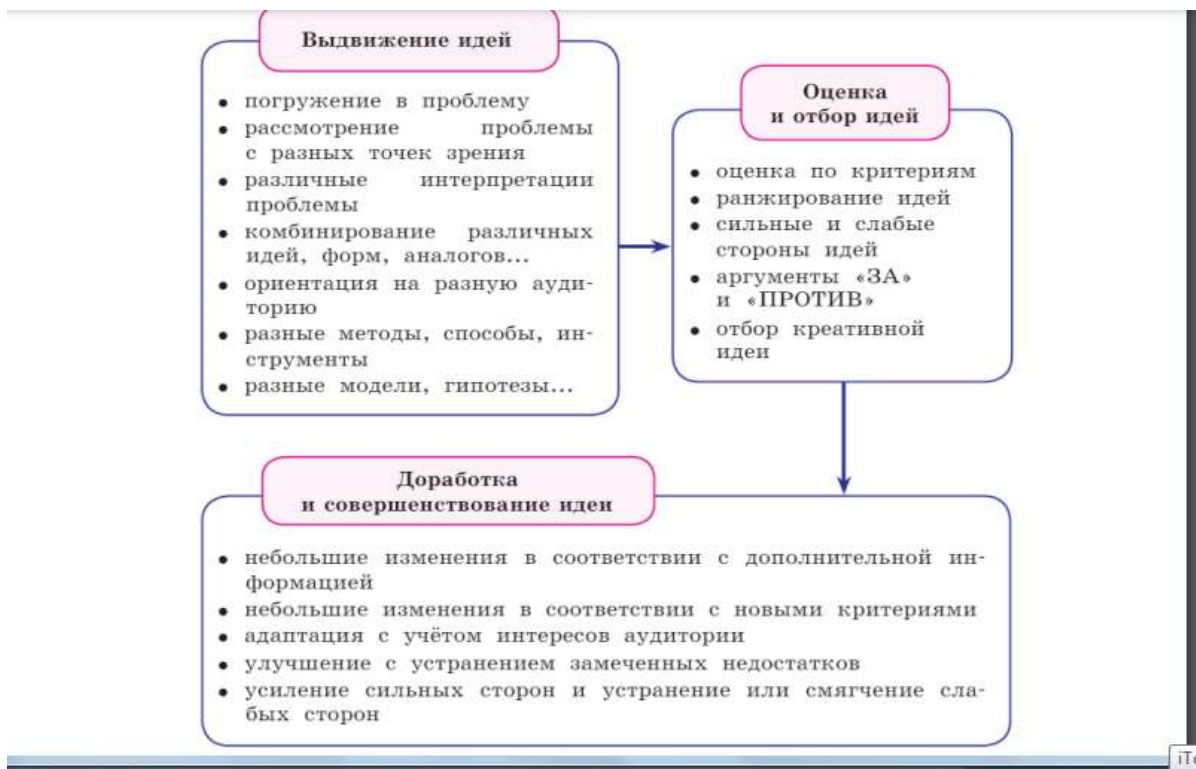 Выдвижение идей
• погружение в проблему
• рассмотрение проблемы
с разных точек зрения
• различные интерпретации
проблемы
• комбинирование различных
идей, форм, аналогов...
• ориентация на разную ауди-
торию
• разные методы, способы, ин-
струменты
• разные модели, гипотезы...
Оценка
и отбор идей
• оценка по критериям
• ранжирование идей
• сильные и слабые
стороны идей
• аргументы «ЗА»
и «ПРОТИВ»
• отбор креативной
идеи
Доработка
и совершенствование идеи
• небольшие изменения в соответствии с дополнительной ин-
формацией
• небольшие изменения в соответствии с новыми критериями
• адаптация с учётом интересов аудитории
• улучшение с устранением замеченных недостатков
• усиление сильных сторон и устранение или смягчение сла-
бых сторон